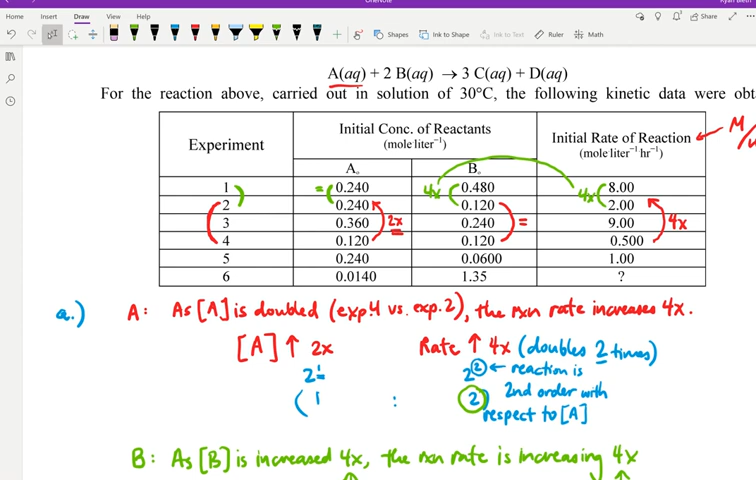 OneNote
Ryan Beth
Home Insert Draw View Help Share
Shapes Ink to Shape Ink to Text Ruler Math
A(aq) + 2 B(aq) → 3 C(aq) + D(aq)
For the reaction above, carried out in solution of 30°C, the following kinetic data were obta
Experiment Initial Conc. of Reactants (mole liter⁻¹) Initial Rate of Reaction (mole liter⁻¹ hr⁻¹) M/
A₀ B₀
1 = 0.240 4x 0.480 4x 8.00
2 0.240 0.120 2.00
3 0.360 2x 0.240 = 9.00 4x
4 0.120 0.120 0.500
5 0.240 0.0600 1.00
6 0.0140 1.35 ?
a.) A: As [A] is doubled (exp 4 vs. exp. 2), the rxn rate increases 4x.
[A] ↑ 2x Rate ↑ 4x (doubles 2 times)
2¹ 2② ← reaction is
( 1 : 2) 2nd order with
respect to [A]
B: As [B] is increased 4x, the rxn rate is increasing 4x